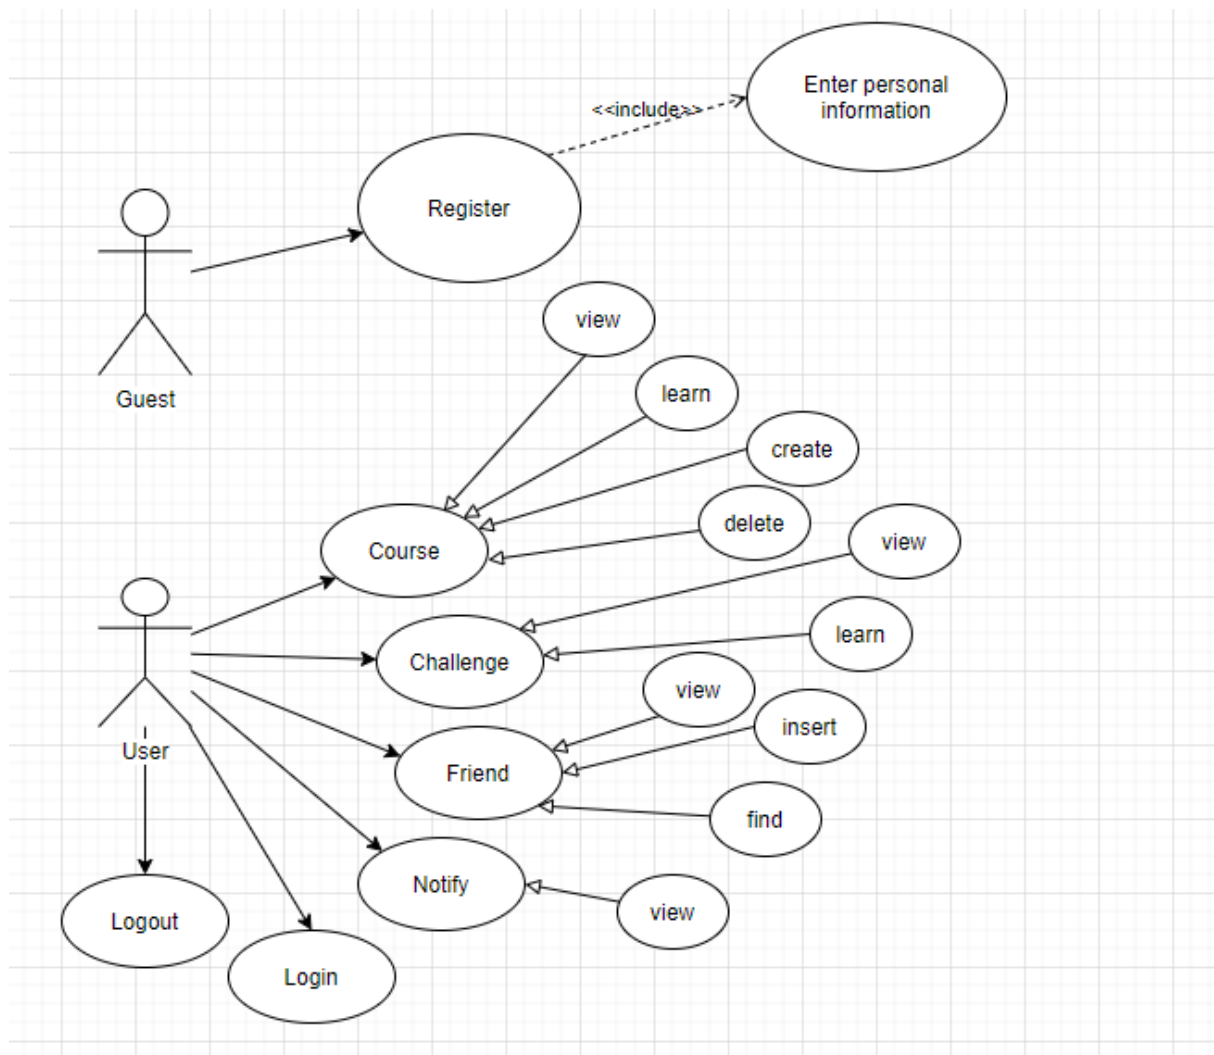 Enter personal
information
<<include>>
Register
Guest
view
learn
create
delete
view
Course
learn
Challenge
view
insert
User
Friend
find
Notify
view
Logout
Login